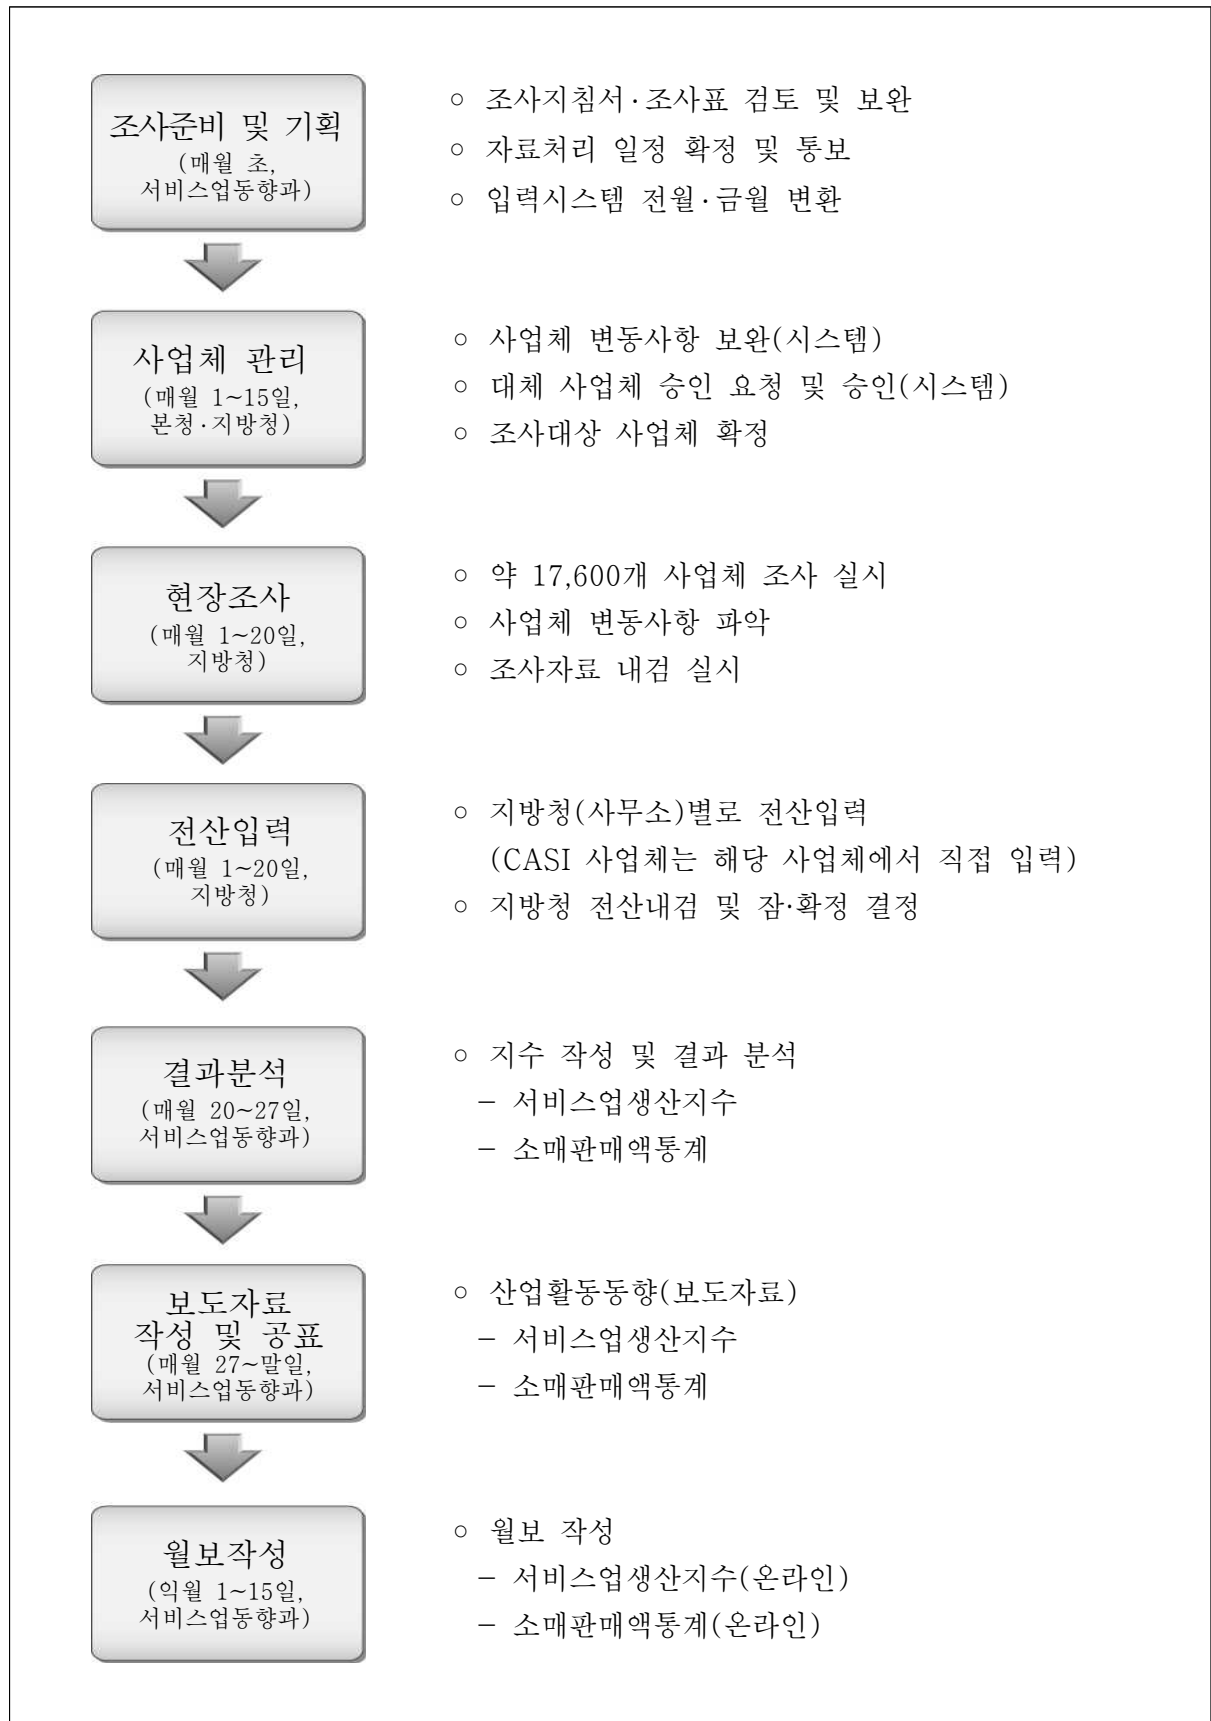 조사준비 및 기획
(매월 초,
서비스업동향과)
○ 조사지침서·조사표 검토 및 보완
○ 자료처리 일정 확정 및 통보
○ 입력시스템 전월·금월 변환
사업체 관리
(매월 1~15일,
본청·지방청)
○ 사업체 변동사항 보완(시스템)
○ 대체 사업체 승인 요청 및 승인(시스템)
○ 조사대상 사업체 확정
현장조사
(매월 1~20일,
지방청)
○ 약 17,600개 사업체 조사 실시
○ 사업체 변동사항 파악
○ 조사자료 내검 실시
전산입력
(매월 1~20일,
지방청)
○ 지방청(사무소)별로 전산입력
(CASI 사업체는 해당 사업체에서 직접 입력)
○ 지방청 전산내검 및 잠·확정 결정
결과분석
(매월 20~27일,
서비스업동향과)
○ 지수 작성 및 결과 분석
- 서비스업생산지수
- 소매판매액통계
보도자료
작성 및 공표
(매월 27~말일,
서비스업동향과)
○ 산업활동동향(보도자료)
- 서비스업생산지수
- 소매판매액통계
월보작성
(익월 1~15일,
서비스업동향과)
○ 월보 작성
- 서비스업생산지수(온라인)
- 소매판매액통계(온라인)